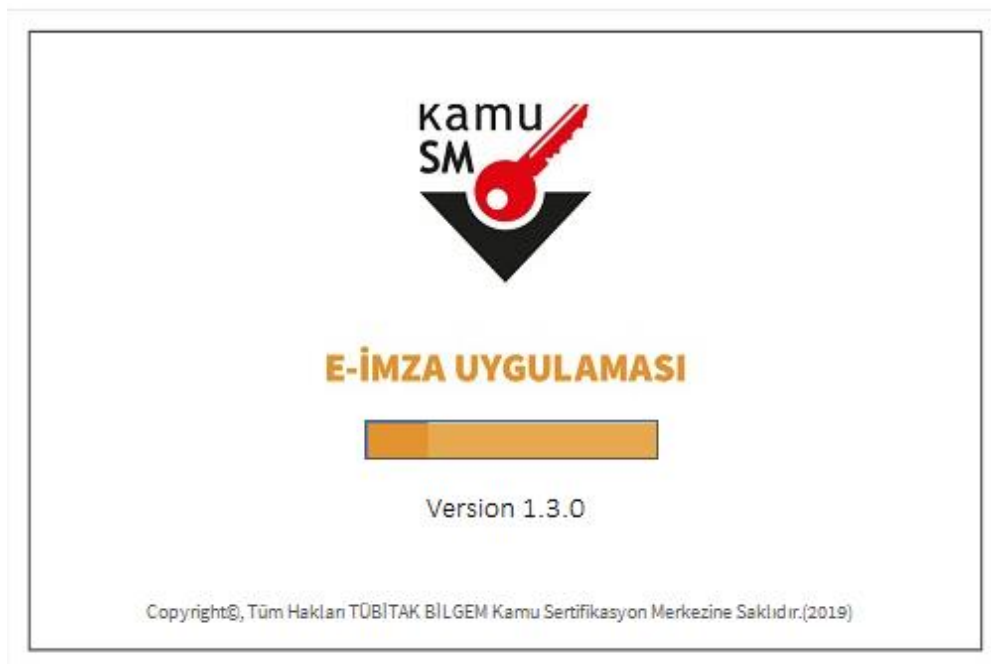 Kamu
SM
E-İMZA UYGULAMASI
Version 1.3.0
Copyright©, Tüm Hakları TÜBİTAK BİLGEM Kamu Sertifikasyon Merkezine Saklıdır.(2019)